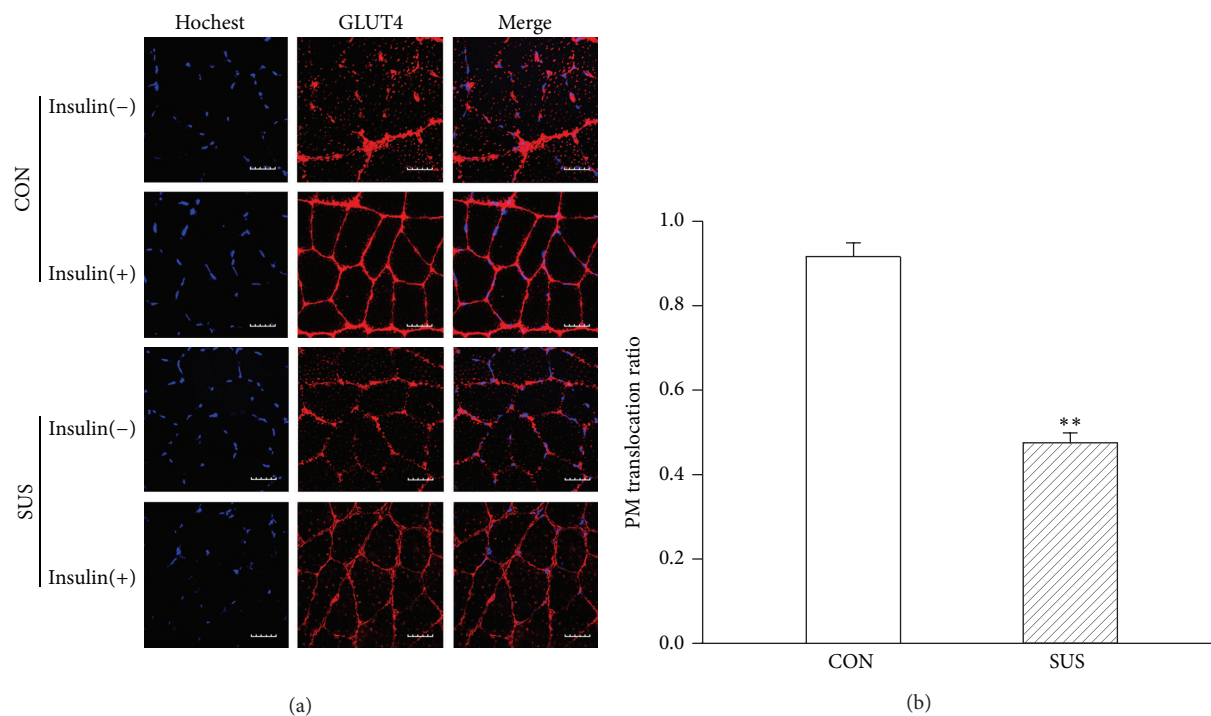 Hochest GLUT4 Merge
CON
Insulin(−)
Insulin(+)
SUS
Insulin(−)
Insulin(+)
(a)
PM translocation ratio
1.0
0.8
0.6
0.4
0.2
0.0
**
CON SUS
(b)